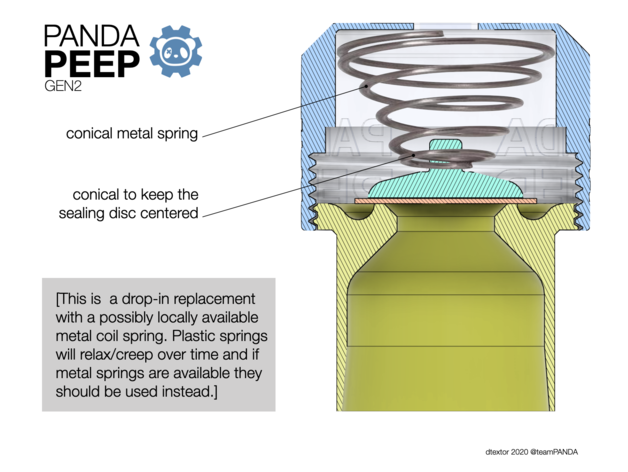 PANDA
PEEP
GEN2
conical metal spring
conical to keep the
sealing disc centered
[This is a drop-in replacement
with a possibly locally available
metal coil spring. Plastic springs
will relax/creep over time and if
metal springs are available they
should be used instead.]
dtextor 2020 @teamPANDA